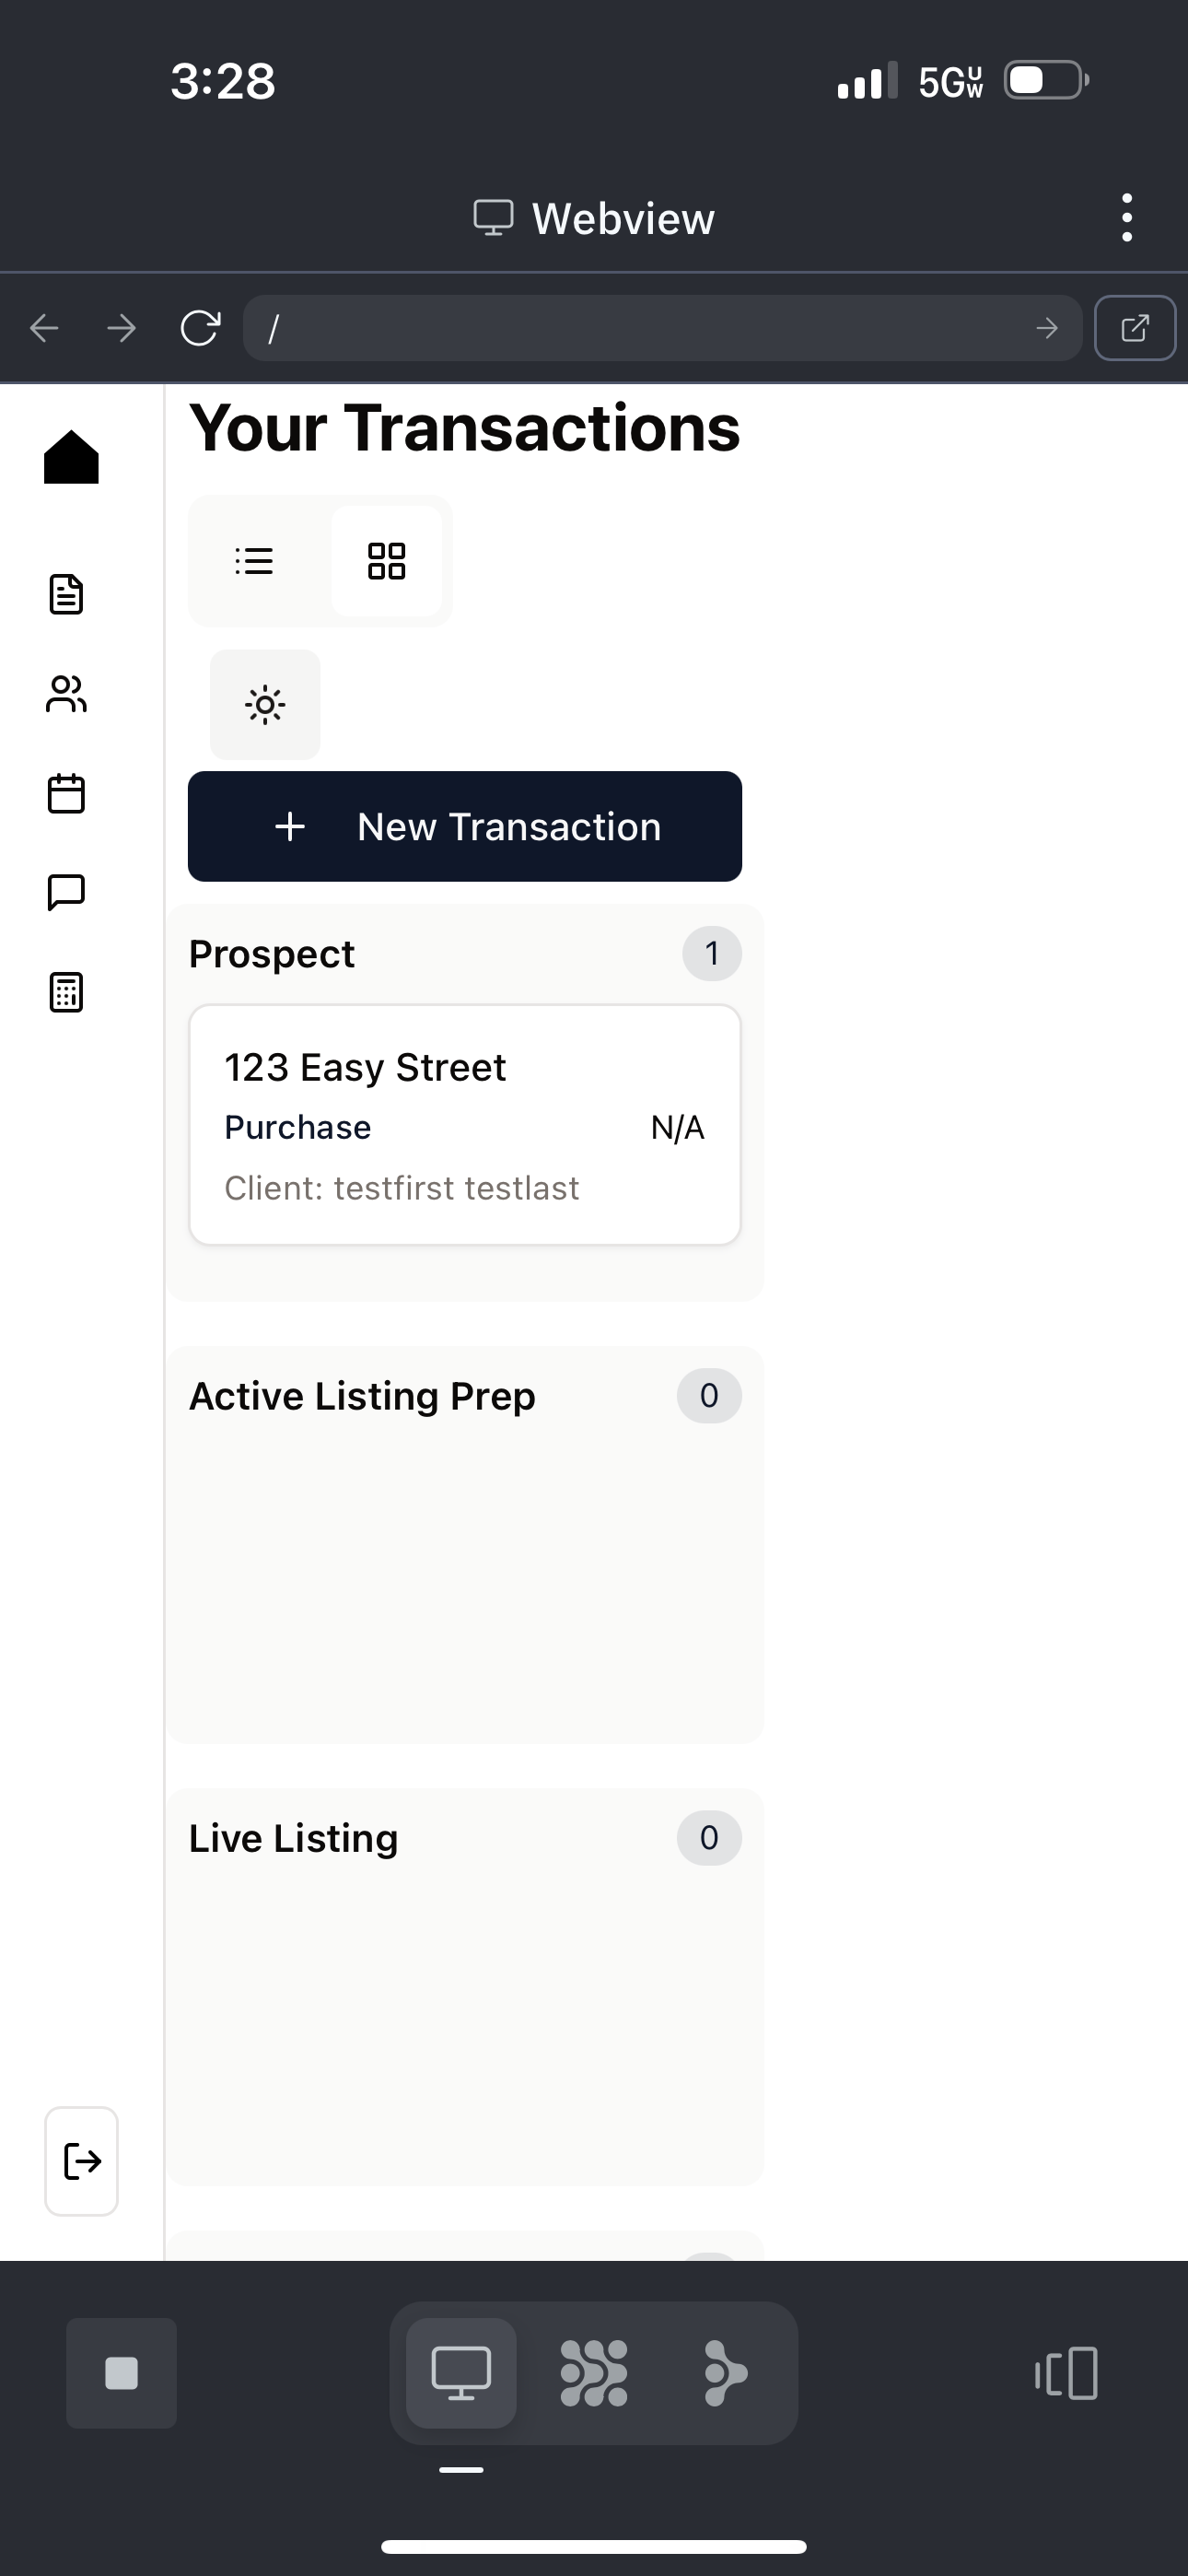 3:28
5G UW
Webview
/
Your Transactions
New Transaction
Prospect 1
123 Easy Street
Purchase N/A
Client: testfirst testlast
Active Listing Prep 0
Live Listing 0